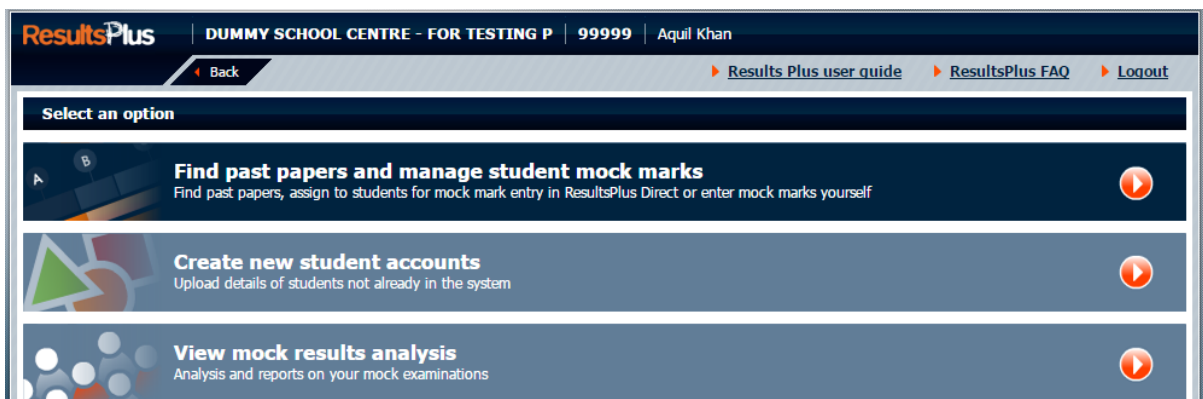 ResultsPlus DUMMY SCHOOL CENTRE - FOR TESTING P 99999 Aquil Khan
Back Results Plus user guide ResultsPlus FAQ Logout
Select an option
A B
Find past papers and manage student mock marks
Find past papers, assign to students for mock mark entry in ResultsPlus Direct or enter mock marks yourself
Create new student accounts
Upload details of students not already in the system
View mock results analysis
Analysis and reports on your mock examinations